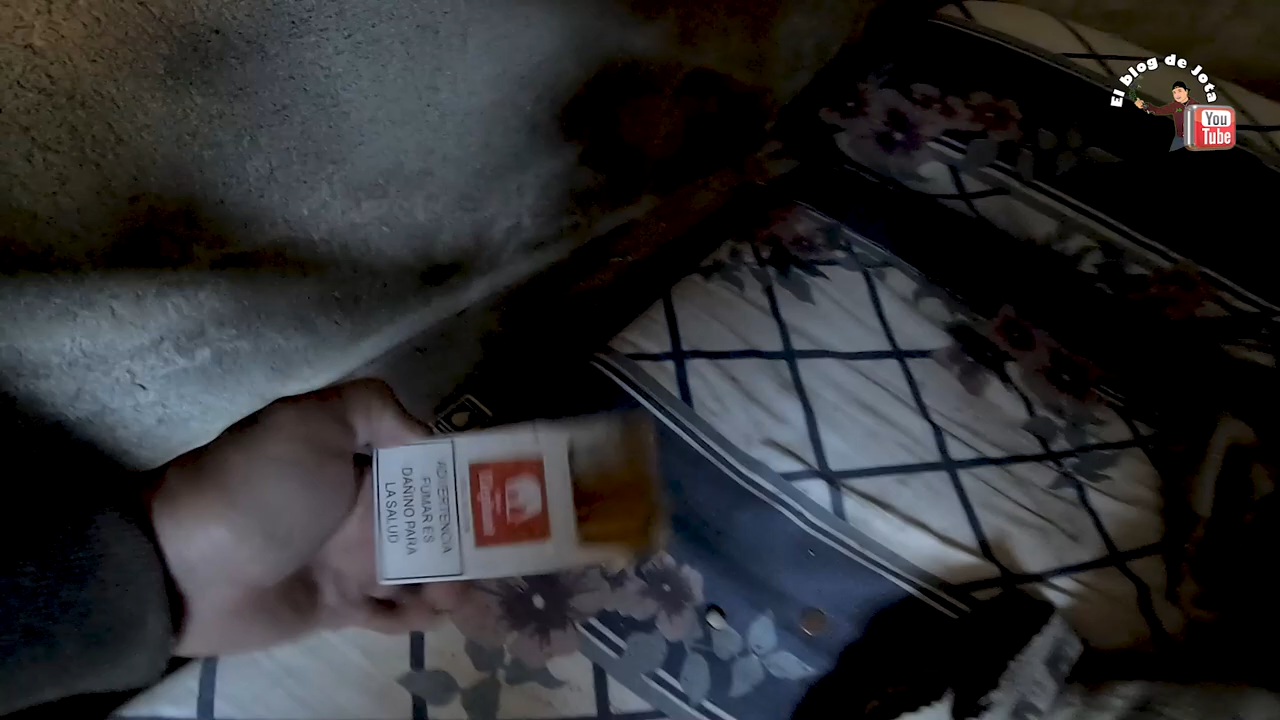 El blog de Jota
You
Tube
ADVERTENCIA
FUMAR ES
DAÑINO PARA
LA SALUD